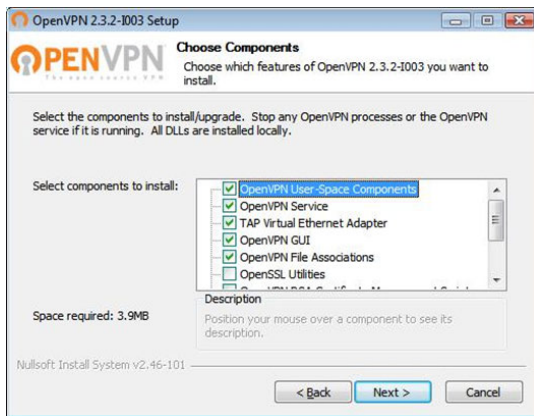 OpenVPN 2.3.2-I003 Setup
OPENVPN
The open source VPN
Choose Components
Choose which features of OpenVPN 2.3.2-I003 you want to
install.
Select the components to install/upgrade. Stop any OpenVPN processes or the OpenVPN
service if it is running. All DLLs are installed locally.
Select components to install:
OpenVPN User-Space Components
OpenVPN Service
TAP Virtual Ethernet Adapter
OpenVPN GUI
OpenVPN File Associations
OpenSSL Utilities
Space required: 3.9MB
Description
Position your mouse over a component to see its
description.
Nullsoft Install System v2.46-101
< Back
Next >
Cancel